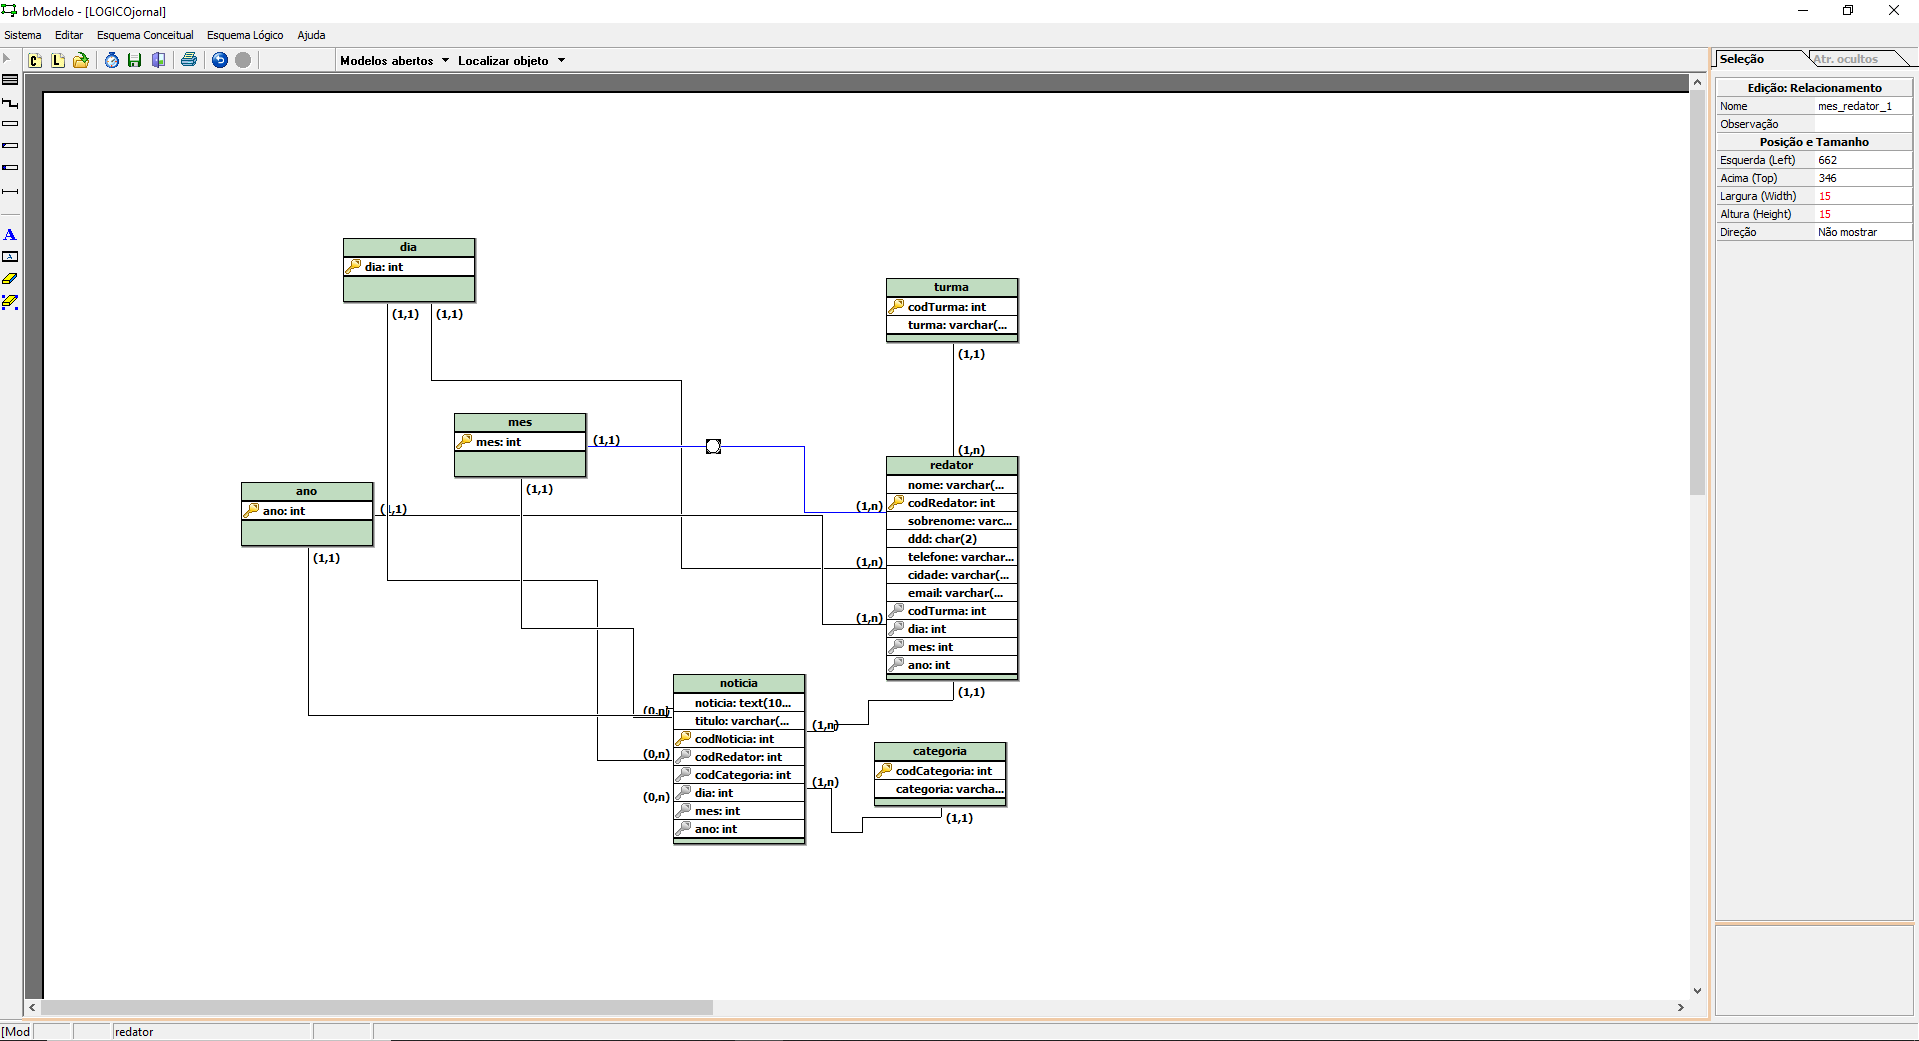 brModelo - [LOGICOjornal]
Sistema Editar Esquema Conceitual Esquema Lógico Ajuda
C L Modelos abertos Localizar objeto
Seleção Atr. ocultos
Edição: Relacionamento
Nome mes_redator_1
Observação
Posição e Tamanho
Esquerda (Left) 662
Acima (Top) 346
Largura (Width) 15
Altura (Height) 15
Direção Não mostrar
A
A
dia
dia: int
(1,1) (1,1)
turma
codTurma: int
turma: varchar(...
(1,1)
mes
mes: int
(1,1)
(1,1)
ano
ano: int
(1,1)
(1,1)
(1,n)
redator
nome: varchar(...
codRedator: int
sobrenome: varc...
ddd: char(2)
telefone: varchar...
cidade: varchar(...
email: varchar(...
codTurma: int
dia: int
mes: int
ano: int
(1,n)
(1,n)
(1,n)
(1,1)
noticia
noticia: text(10...
titulo: varchar(...
codNoticia: int
codRedator: int
codCategoria: int
dia: int
mes: int
ano: int
(0,n)
(0,n)
(0,n)
(1,n)
(1,n)
categoria
codCategoria: int
categoria: varcha...
(1,1)
[Mod redator